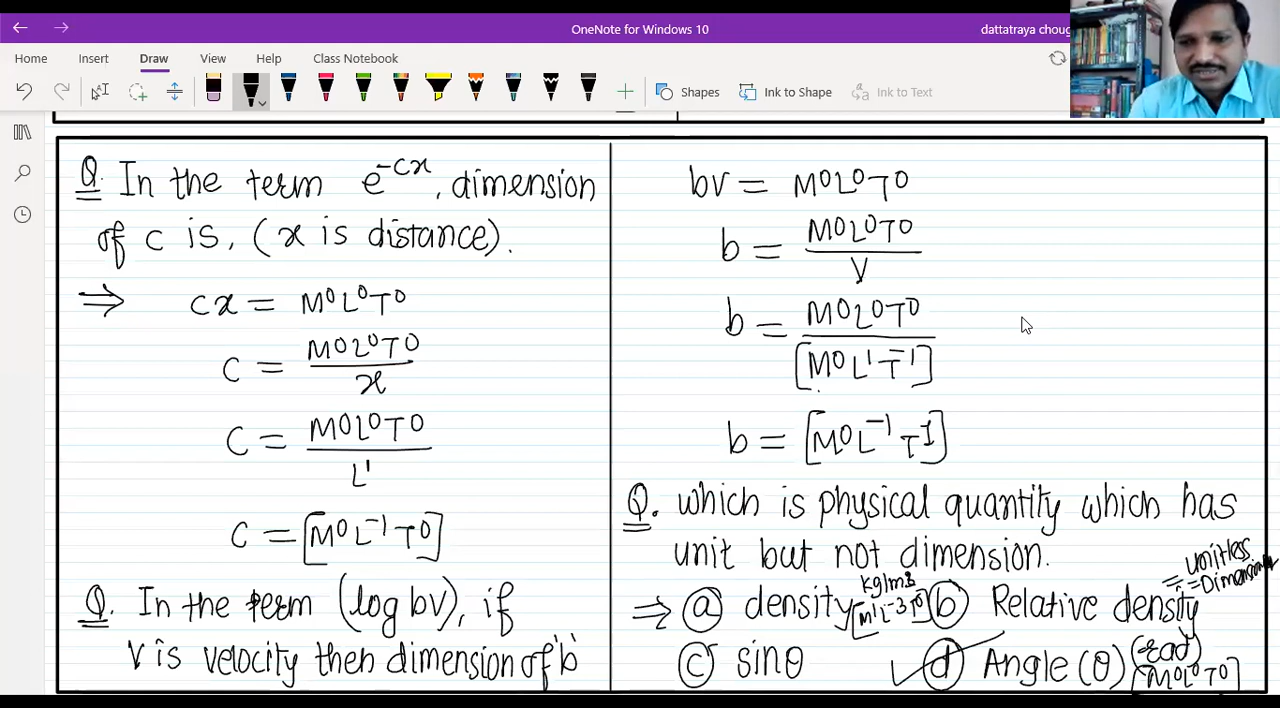 OneNote for Windows 10
dattatraya choug
Home Insert Draw View Help Class Notebook
Shapes Ink to Shape Ink to Text
Q. In the term e^-cx, dimension
of c is, (x is distance).
⇒ cx = M⁰L⁰T⁰
C = M⁰L⁰T⁰ / x
C = M⁰L⁰T⁰ / L¹
C = [M⁰L⁻¹T⁰]
Q. In the term (log bv), if
V is velocity then dimension of 'b'
bv = M⁰L⁰T⁰
b = M⁰L⁰T⁰ / V
b = M⁰L⁰T⁰ / [M⁰L¹T⁻¹]
b = [M⁰L⁻¹T¹]
Q. which is physical quantity which has
unit but not dimension.
⇒ (a) density kg/m³ [M¹L⁻³T⁰]
(b) Relative density = unitless
(c) sinθ
(d) Angle (θ) (rad) [M⁰L⁰T⁰]